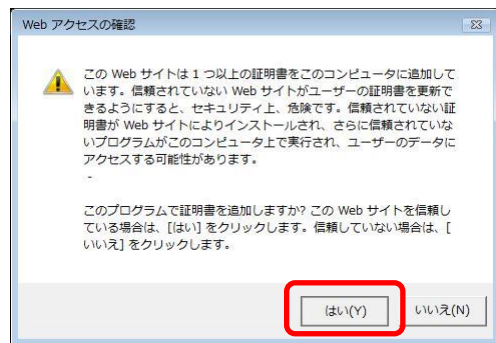 Web アクセスの確認
この Web サイトは 1 つ以上の証明書をこのコンピュータに追加して
います。信頼されていない Web サイトがユーザーの証明書を更新で
きるようにすると、セキュリティ上、危険です。信頼されていない証
明書が Web サイトによりインストールされ、さらに信頼されていな
いプログラムがこのコンピュータ上で実行され、ユーザーのデータに
アクセスする可能性があります。
-
このプログラムで証明書を追加しますか? この Web サイトを信頼し
ている場合は、[はい] をクリックします。信頼していない場合は、[
いいえ] をクリックします。
はい(Y) いいえ(N)